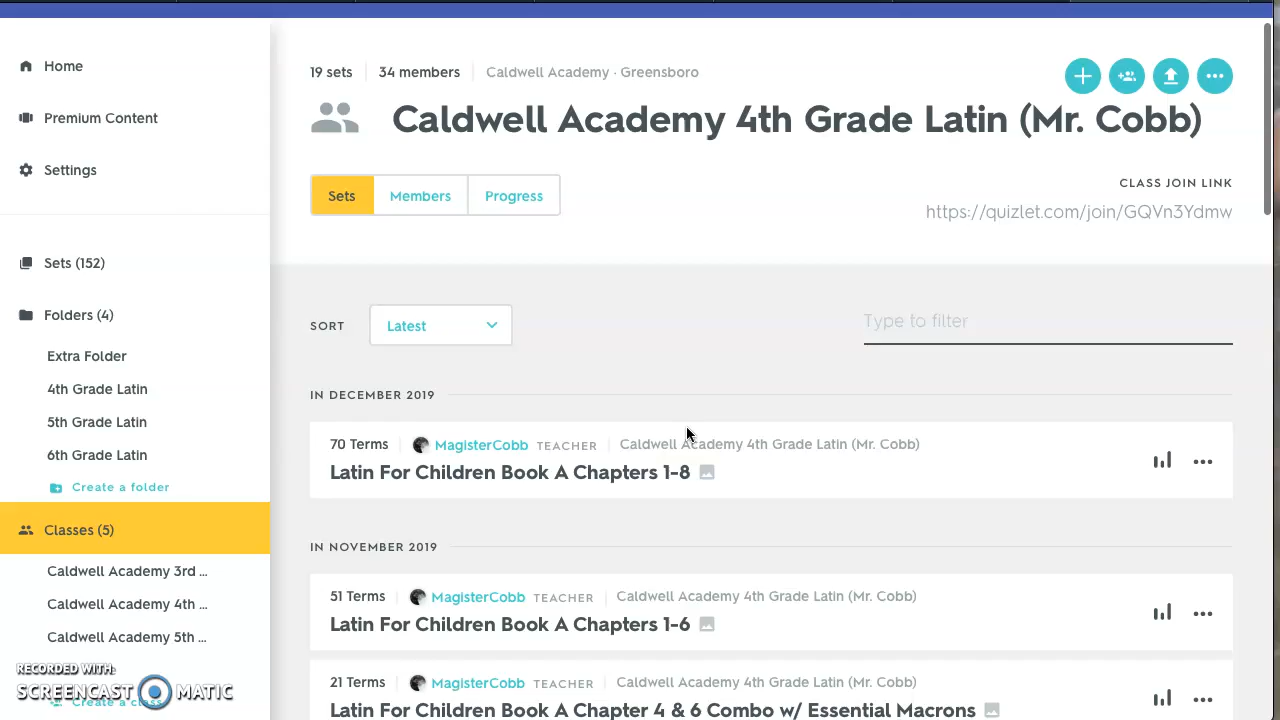 Home
Premium Content
Settings
Sets (152)
Folders (4)
Extra Folder
4th Grade Latin
5th Grade Latin
6th Grade Latin
Create a folder
Classes (5)
Caldwell Academy 3rd ...
Caldwell Academy 4th ...
Caldwell Academy 5th ...
RECORDED WITH:
SCREENCAST MATIC
Create a class
19 sets
34 members
Caldwell Academy · Greensboro
Caldwell Academy 4th Grade Latin (Mr. Cobb)
Sets
Members
Progress
CLASS JOIN LINK
https://quizlet.com/join/GQVn3Ydmw
SORT
Latest
Type to filter
IN DECEMBER 2019
70 Terms MagisterCobb TEACHER Caldwell Academy 4th Grade Latin (Mr. Cobb)
Latin For Children Book A Chapters 1-8
IN NOVEMBER 2019
51 Terms MagisterCobb TEACHER Caldwell Academy 4th Grade Latin (Mr. Cobb)
Latin For Children Book A Chapters 1-6
21 Terms MagisterCobb TEACHER Caldwell Academy 4th Grade Latin (Mr. Cobb)
Latin For Children Book A Chapter 4 & 6 Combo w/ Essential Macrons